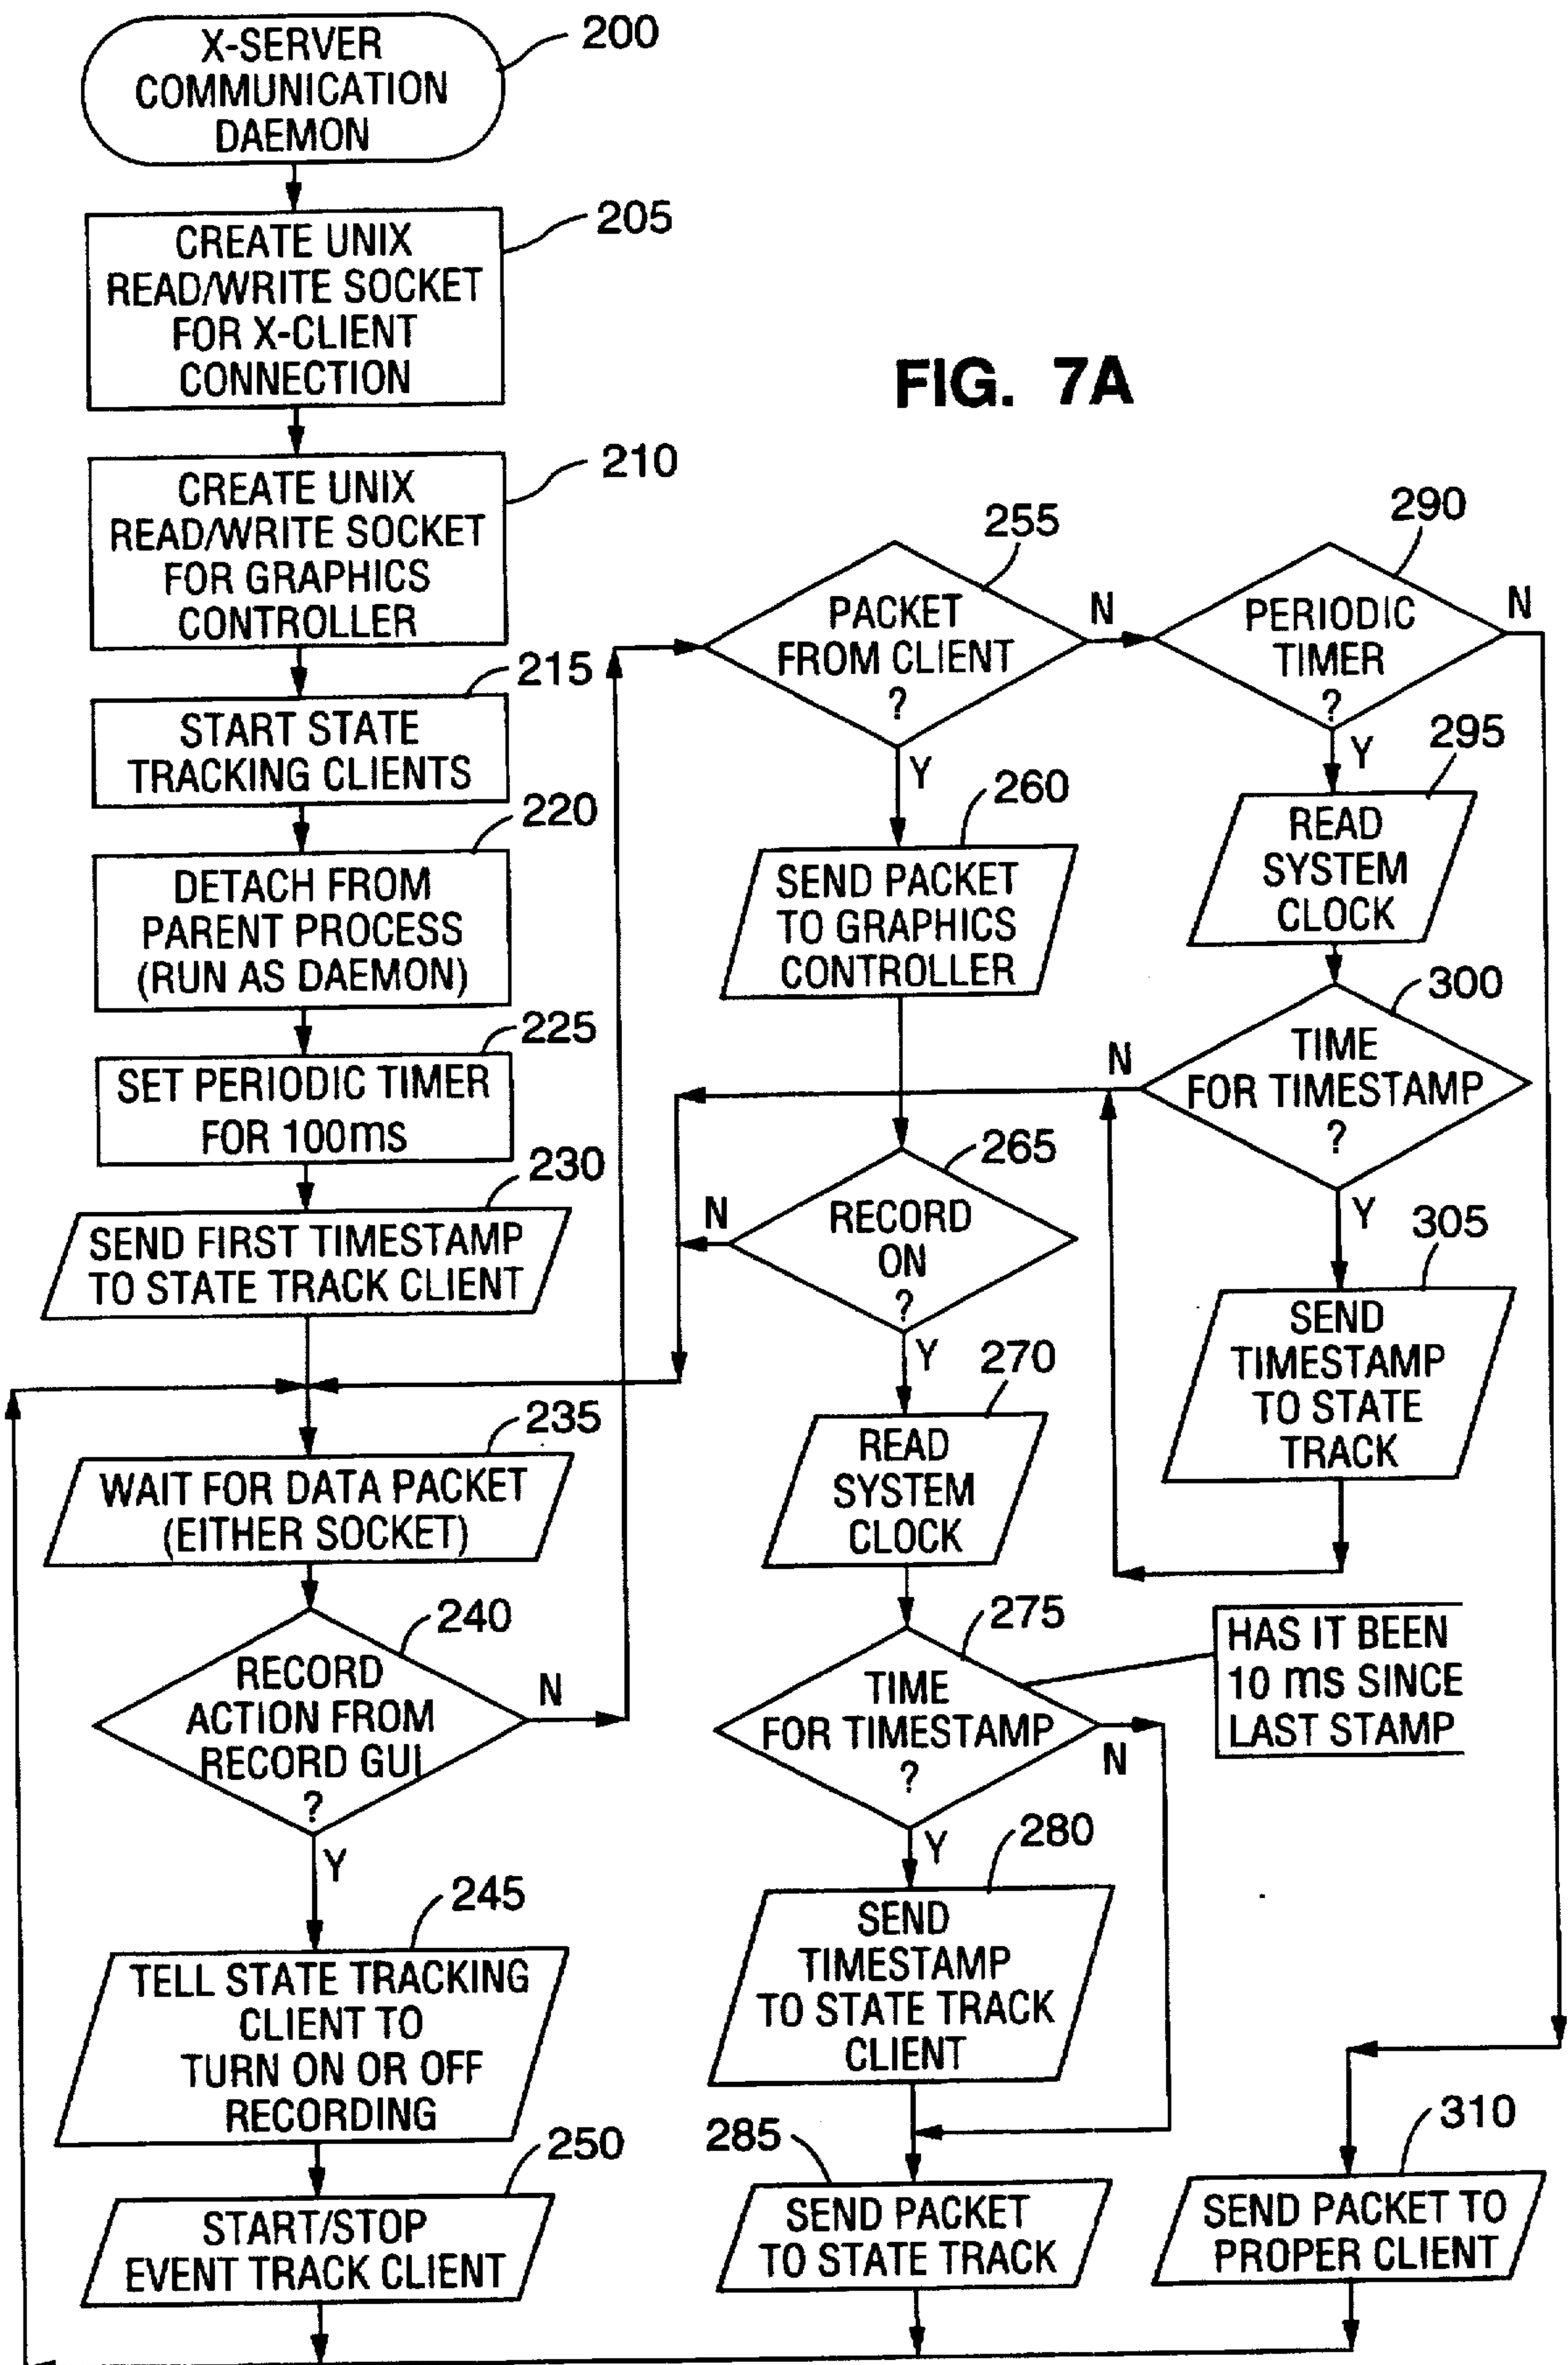 X-SERVER
COMMUNICATION
DAEMON
200
CREATE UNIX
READ/WRITE SOCKET
FOR X-CLIENT
CONNECTION
205
FIG. 7A
CREATE UNIX
READ/WRITE SOCKET
FOR GRAPHICS
CONTROLLER
210
START STATE
TRACKING CLIENTS
215
DETACH FROM
PARENT PROCESS
(RUN AS DAEMON)
220
SET PERIODIC TIMER
FOR 100ms
225
SEND FIRST TIMESTAMP
TO STATE TRACK CLIENT
230
WAIT FOR DATA PACKET
(EITHER SOCKET)
235
RECORD
ACTION FROM
RECORD GUI
?
240
N
Y
TELL STATE TRACKING
CLIENT TO
TURN ON OR OFF
RECORDING
245
START/STOP
EVENT TRACK CLIENT
250
PACKET
FROM CLIENT
?
255
N
Y
SEND PACKET
TO GRAPHICS
CONTROLLER
260
RECORD
ON
?
265
N
Y
READ
SYSTEM
CLOCK
270
TIME
FOR TIMESTAMP
?
275
N
Y
HAS IT BEEN
10 ms SINCE
LAST STAMP
SEND
TIMESTAMP
TO STATE TRACK
CLIENT
280
SEND PACKET
TO STATE TRACK
285
PERIODIC
TIMER
?
290
N
Y
READ
SYSTEM
CLOCK
295
TIME
FOR TIMESTAMP
?
300
N
Y
SEND
TIMESTAMP
TO STATE
TRACK
305
SEND PACKET TO
PROPER CLIENT
310